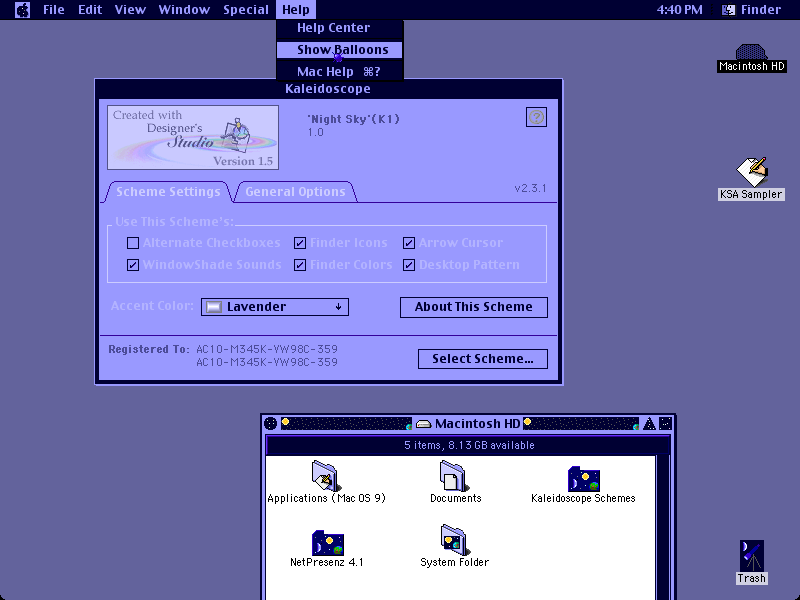 File Edit View Window Special Help 4:40 PM Finder
Help Center
Show Balloons
Mac Help ⌘?
Macintosh HD
Kaleidoscope
Created with
Designer's
Studio
Version 1.5
'Night Sky'(K1)
1.0
?
KSA Sampler
Scheme Settings General Options v2.3.1
Use This Scheme's:
Alternate Checkboxes Finder Icons Arrow Cursor
WindowShade Sounds Finder Colors Desktop Pattern
Accent Color: Lavender About This Scheme
Registered To: AC10-M345K-VW98C-359
AC10-M345K-VW98C-359
Select Scheme...
Macintosh HD
5 items, 8.13 GB available
Applications (Mac OS 9) Documents Kaleidoscope Schemes
NetPresenz 4.1 System Folder
Trash